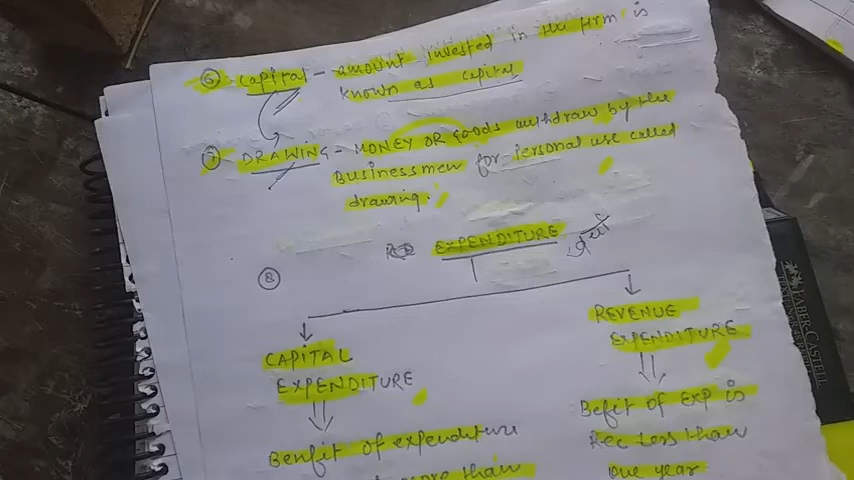 ⑥ Capital - amount invested in the firm is
known as capital
⑦ DRAWING - MONEY OR Goods withdraw by the
Businessmen for Personal use called
drawing.
⑧ EXPENDITURE
CAPITAL
EXPENDITURE
Benfit of expenditure
more than
REVENUE
EXPENDITURE
Befit of Exp is
Rec Less than
one year
FABER-CASTELL